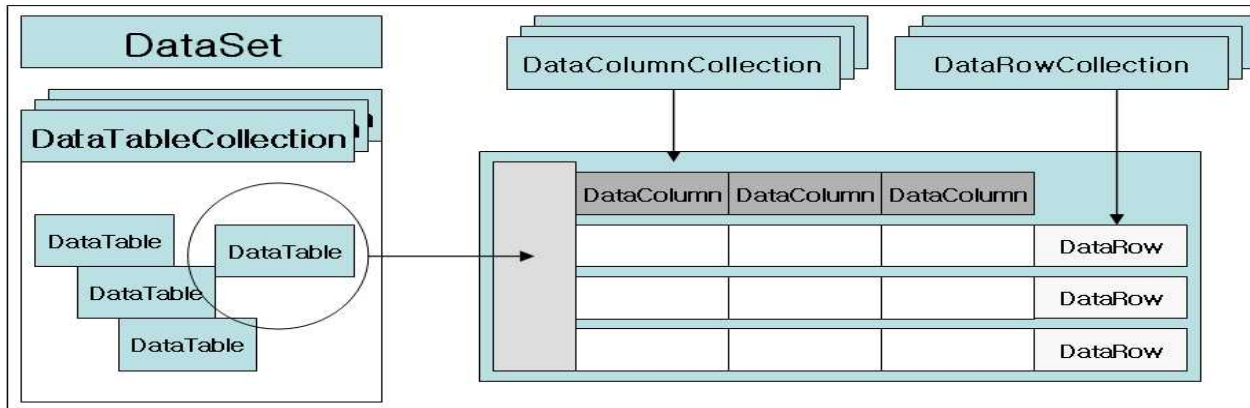 DataSet
DataTableCollection
DataTable
DataTable
DataTable
DataTable
DataColumnCollection
DataRowCollection
DataColumn DataColumn DataColumn
DataRow
DataRow
DataRow